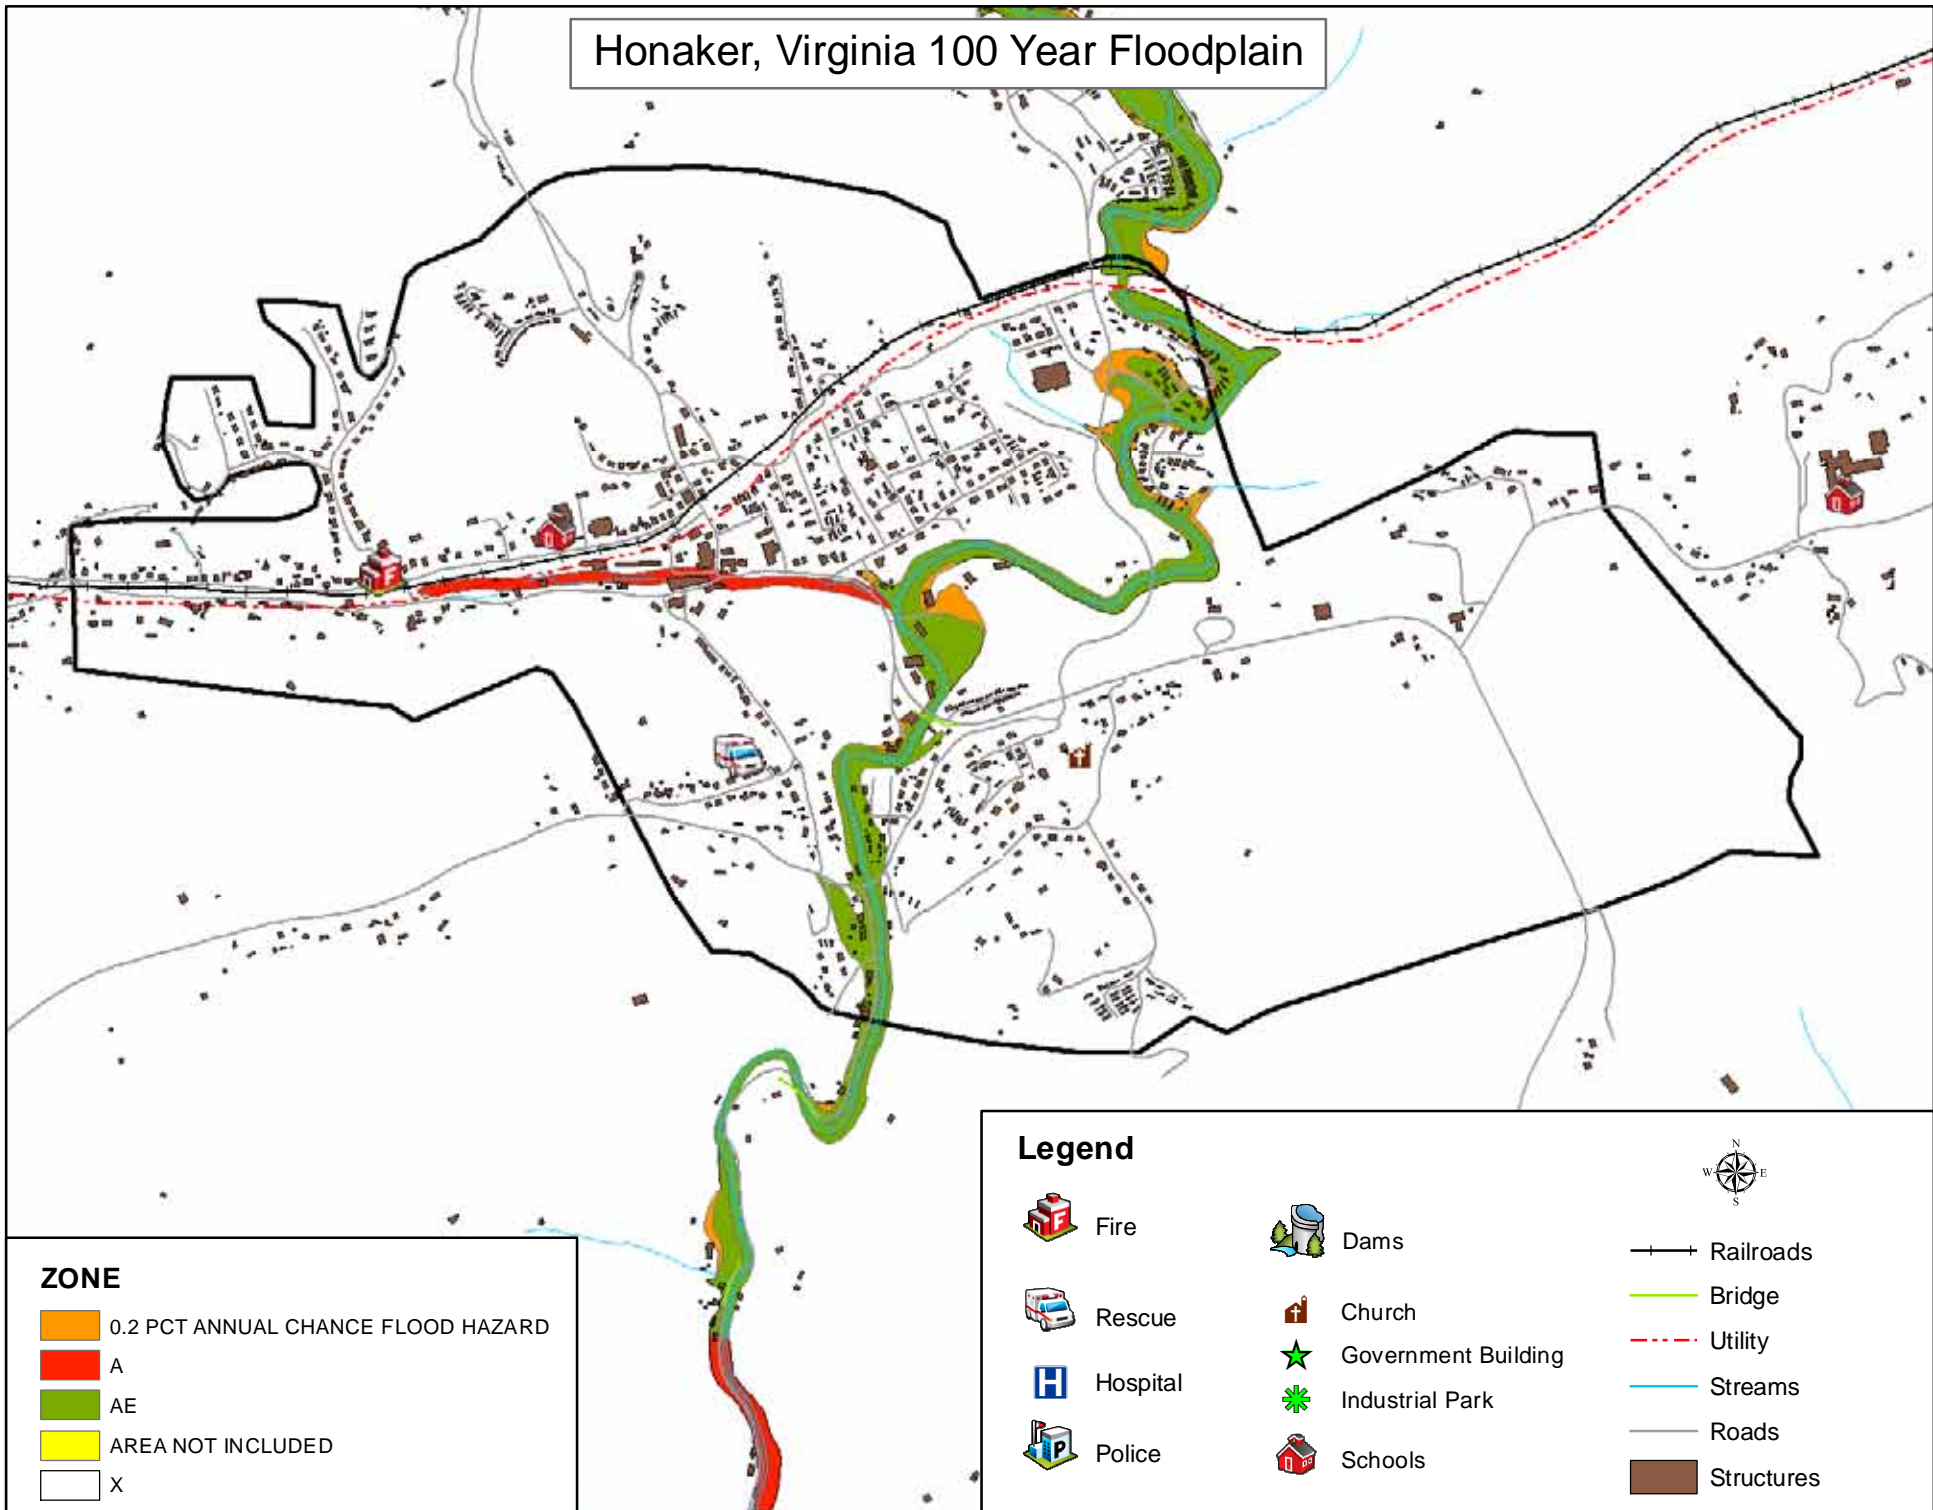 Honaker, Virginia 100 Year Floodplain
F
F
Legend
N
W E
S
Fire
Dams
Railroads
Rescue
Church
Bridge
Government Building
Utility
H
Hospital
Industrial Park
Streams
P
Police
Schools
Roads
Structures
ZONE
0.2 PCT ANNUAL CHANCE FLOOD HAZARD
A
AE
AREA NOT INCLUDED
X